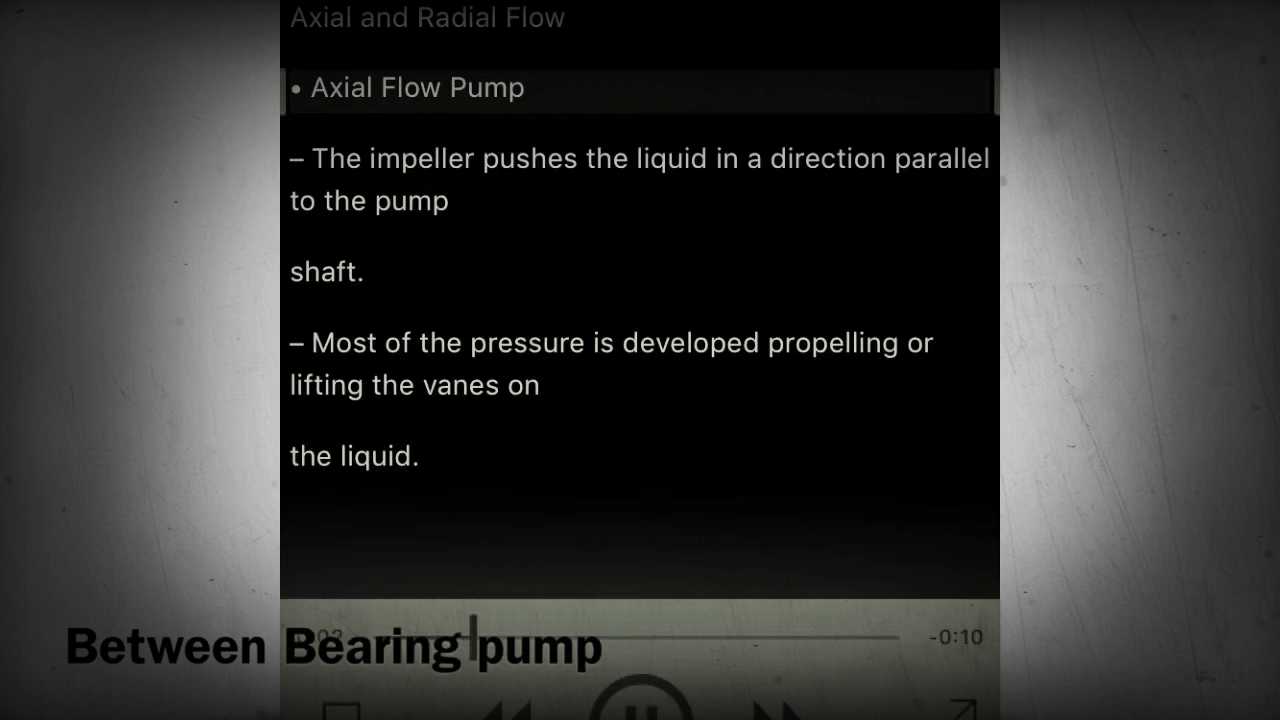 Axial and Radial Flow
• Axial Flow Pump
– The impeller pushes the liquid in a direction parallel
to the pump
shaft.
– Most of the pressure is developed propelling or
lifting the vanes on
the liquid.
-0:10
Between Bearing pump